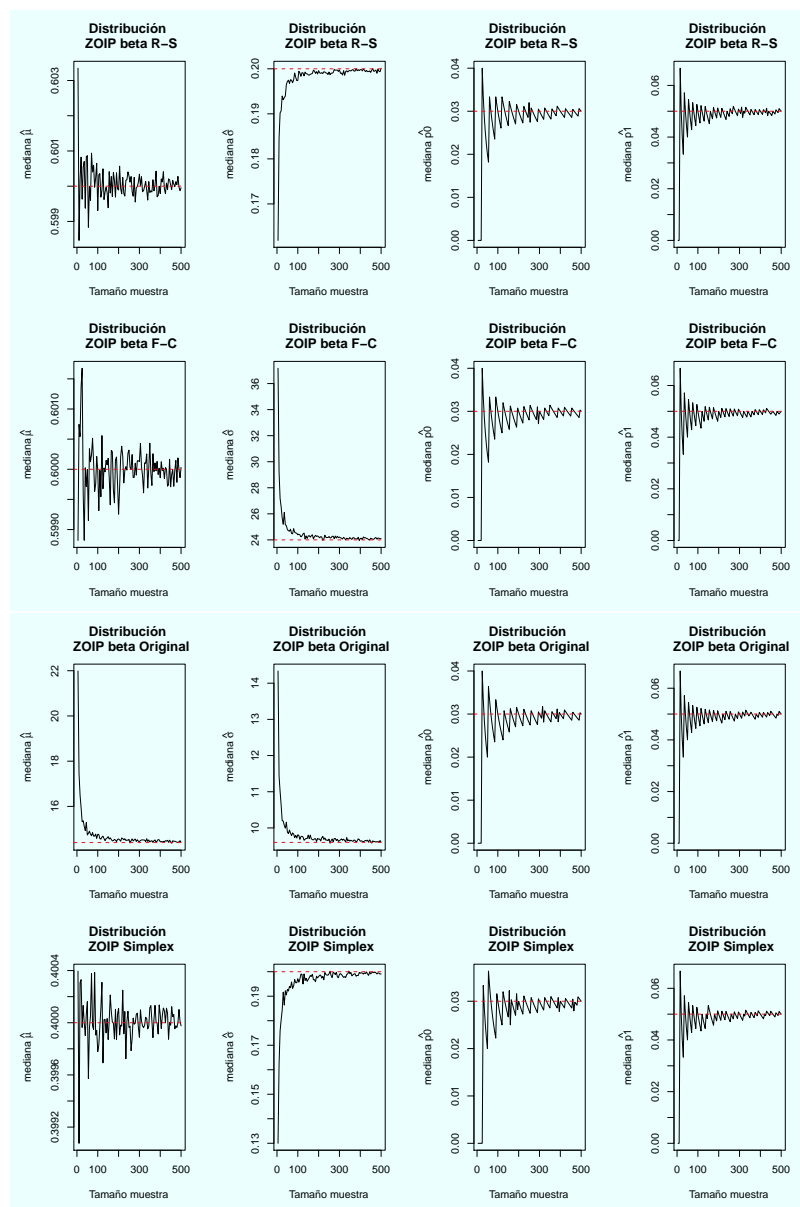 Distribución
ZOIP beta R−S
mediana μ̂
0.599
0.601
0.603
0 100 300 500
Tamaño muestra
Distribución
ZOIP beta R−S
mediana σ̂
0.17
0.18
0.19
0.20
0 100 300 500
Tamaño muestra
Distribución
ZOIP beta R−S
mediana p̂0
0.00
0.01
0.02
0.03
0.04
0 100 300 500
Tamaño muestra
Distribución
ZOIP beta R−S
mediana p̂1
0.00
0.02
0.04
0.06
0 100 300 500
Tamaño muestra
Distribución
ZOIP beta F−C
mediana μ̂
0.5990
0.6000
0.6010
0 100 300 500
Tamaño muestra
Distribución
ZOIP beta F−C
mediana σ̂
24
26
28
30
32
34
36
0 100 300 500
Tamaño muestra
Distribución
ZOIP beta F−C
mediana p̂0
0.00
0.01
0.02
0.03
0.04
0 100 300 500
Tamaño muestra
Distribución
ZOIP beta F−C
mediana p̂1
0.00
0.02
0.04
0.06
0 100 300 500
Tamaño muestra
Distribución
ZOIP beta Original
mediana μ̂
16
18
20
22
0 100 300 500
Tamaño muestra
Distribución
ZOIP beta Original
mediana σ̂
10
11
12
13
14
0 100 300 500
Tamaño muestra
Distribución
ZOIP beta Original
mediana p̂0
0.00
0.01
0.02
0.03
0.04
0 100 300 500
Tamaño muestra
Distribución
ZOIP beta Original
mediana p̂1
0.00
0.02
0.04
0.06
0 100 300 500
Tamaño muestra
Distribución
ZOIP Simplex
mediana μ̂
0.3992
0.3996
0.4000
0.4004
0 100 300 500
Tamaño muestra
Distribución
ZOIP Simplex
mediana σ̂
0.13
0.15
0.17
0.19
0 100 300 500
Tamaño muestra
Distribución
ZOIP Simplex
mediana p̂0
0.00
0.01
0.02
0.03
0 100 300 500
Tamaño muestra
Distribución
ZOIP Simplex
mediana p̂1
0.00
0.02
0.04
0.06
0 100 300 500
Tamaño muestra